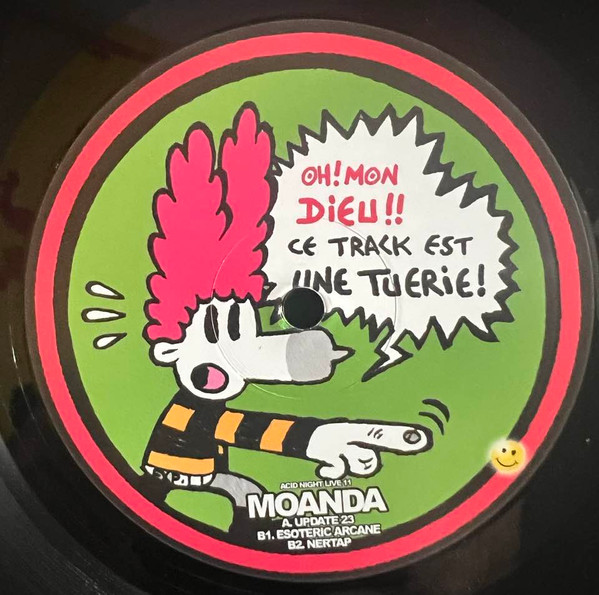 OH! MON
DIEU!!
CE TRACK EST
UNE TUERIE!
ACID NIGHT LIVE 11
MOANDA
A. UPDATE 23
B1. ESOTERIC ARCANE
B2. NERTAP